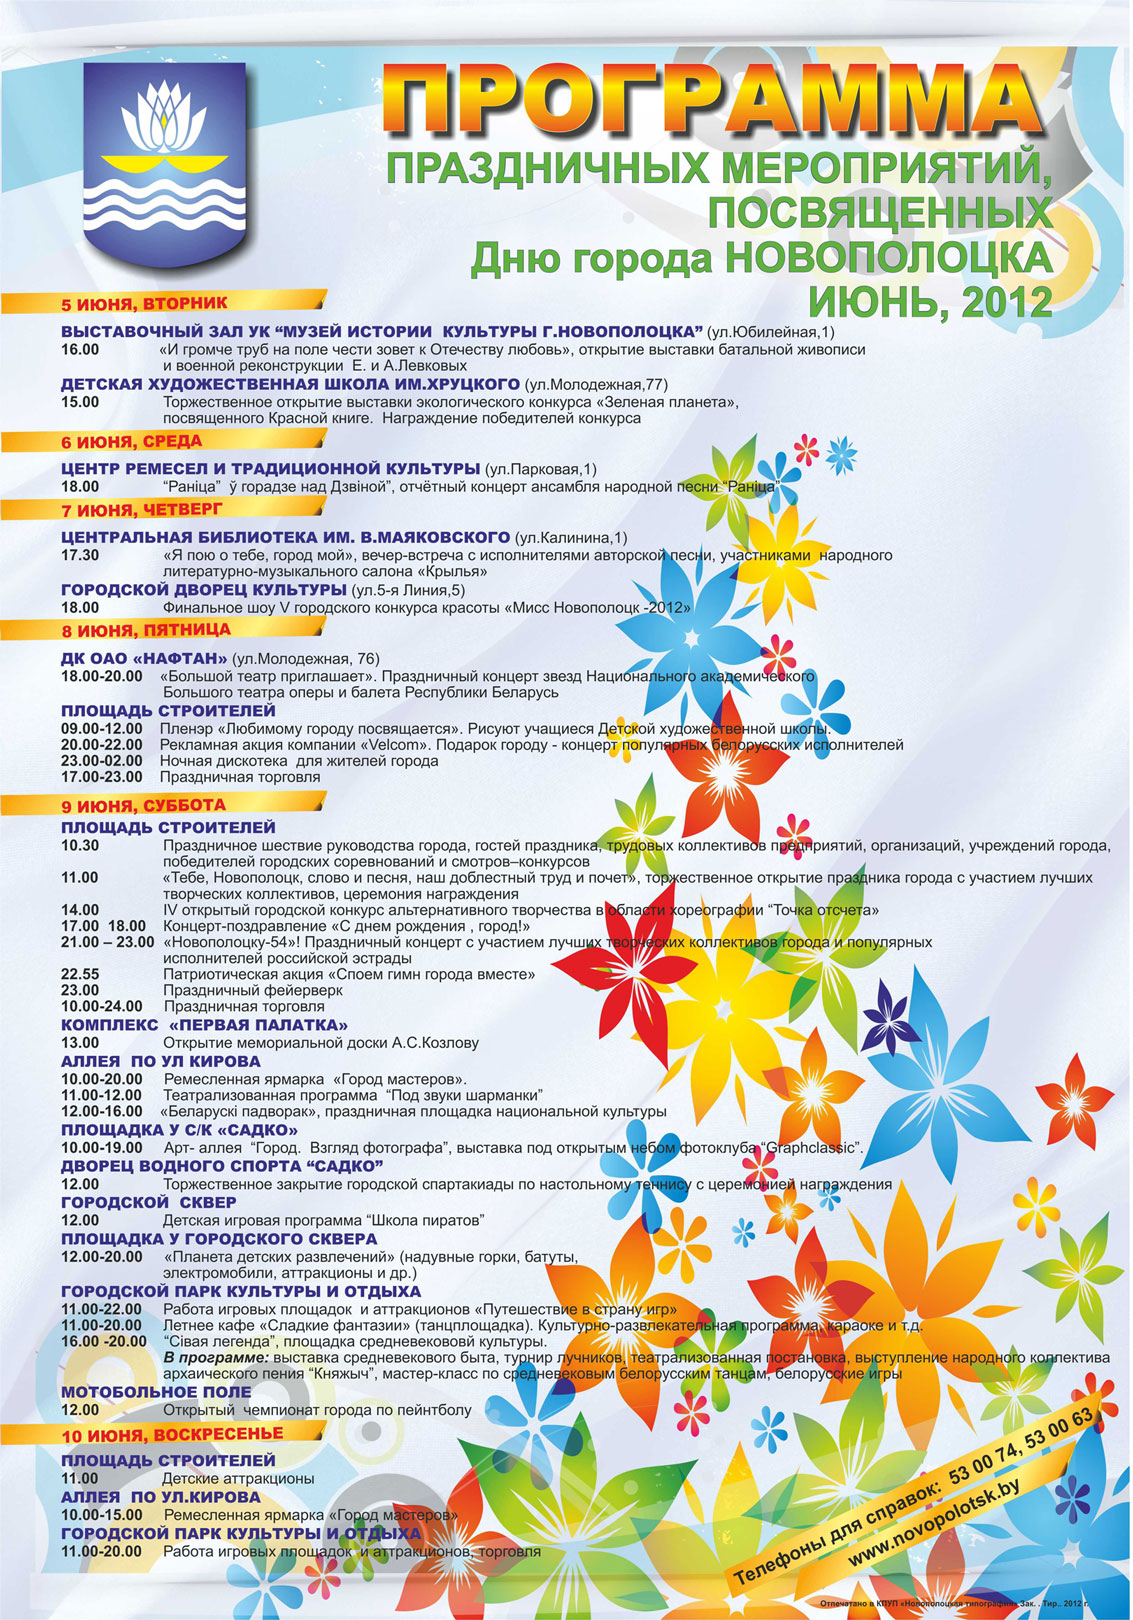 ПРОГРАММА
ПРАЗДНИЧНЫХ МЕРОПРИЯТИЙ,
ПОСВЯЩЕННЫХ
Дню города НОВОПОЛОЦКА
ИЮНЬ, 2012
5 ИЮНЯ, ВТОРНИК
ВЫСТАВОЧНЫЙ ЗАЛ УК “МУЗЕЙ ИСТОРИИ КУЛЬТУРЫ Г.НОВОПОЛОЦКА” (ул.Юбилейная,1)
16.00 «И громче труб на поле чести зовет к Отечеству любовь», открытие выставки батальной живописи
и военной реконструкции Е. и А.Левковых
ДЕТСКАЯ ХУДОЖЕСТВЕННАЯ ШКОЛА ИМ.ХРУЦКОГО (ул.Молодежная,77)
15.00 Торжественное открытие выставки экологического конкурса «Зеленая планета»,
посвященного Красной книге. Награждение победителей конкурса
6 ИЮНЯ, СРЕДА
ЦЕНТР РЕМЕСЕЛ И ТРАДИЦИОННОЙ КУЛЬТУРЫ (ул.Парковая,1)
18.00 “Раніца” ў горадзе над Дзвіной”, отчётный концерт ансамбля народной песни “Раніца”
7 ИЮНЯ, ЧЕТВЕРГ
ЦЕНТРАЛЬНАЯ БИБЛИОТЕКА ИМ. В.МАЯКОВСКОГО (ул.Калинина,1)
17.30 «Я пою о тебе, город мой», вечер-встреча с исполнителями авторской песни, участниками народного
литературно-музыкального салона «Крылья»
ГОРОДСКОЙ ДВОРЕЦ КУЛЬТУРЫ (ул.5-я Линия,5)
18.00 Финальное шоу V городского конкурса красоты «Мисс Новополоцк -2012»
8 ИЮНЯ, ПЯТНИЦА
ДК ОАО «НАФТАН» (ул.Молодежная, 76)
18.00-20.00 «Большой театр приглашает». Праздничный концерт звезд Национального академического
Большого театра оперы и балета Республики Беларусь
ПЛОЩАДЬ СТРОИТЕЛЕЙ
09.00-12.00 Пленэр «Любимому городу посвящается». Рисуют учащиеся Детской художественной школы.
20.00-22.00 Рекламная акция компании «Velcom». Подарок городу - концерт популярных белорусских исполнителей
23.00-02.00 Ночная дискотека для жителей города
17.00-23.00 Праздничная торговля
9 ИЮНЯ, СУББОТА
ПЛОЩАДЬ СТРОИТЕЛЕЙ
10.30 Праздничное шествие руководства города, гостей праздника, трудовых коллективов предприятий, организаций, учреждений города,
победителей городских соревнований и смотров–конкурсов
11.00 «Тебе, Новополоцк, слово и песня, наш доблестный труд и почет», торжественное открытие праздника города с участием лучших
творческих коллективов, церемония награждения
14.00 IV открытый городской конкурс альтернативного творчества в области хореографии “Точка отсчета»
17.00 18.00 Концерт-поздравление «С днем рождения , город!»
21.00 – 23.00 «Новополоцку-54»! Праздничный концерт с участием лучших творческих коллективов города и популярных
исполнителей российской эстрады
22.55 Патриотическая акция «Споем гимн города вместе»
23.00 Праздничный фейерверк
10.00-24.00 Праздничная торговля
КОМПЛЕКС «ПЕРВАЯ ПАЛАТКА»
13.00 Открытие мемориальной доски А.С.Козлову
АЛЛЕЯ ПО УЛ КИРОВА
10.00-20.00 Ремесленная ярмарка «Город мастеров».
11.00-12.00 Театрализованная программа “Под звуки шарманки”
12.00-16.00 «Беларускі падворак», праздничная площадка национальной культуры
ПЛОЩАДКА У С/К «САДКО»
10.00-19.00 Арт- аллея “Город. Взгляд фотографа”, выставка под открытым небом фотоклуба “Graphclassic”.
ДВОРЕЦ ВОДНОГО СПОРТА “САДКО”
12.00 Торжественное закрытие городской спартакиады по настольному теннису с церемонией награждения
ГОРОДСКОЙ СКВЕР
12.00 Детская игровая программа “Школа пиратов”
ПЛОЩАДКА У ГОРОДСКОГО СКВЕРА
12.00-20.00 «Планета детских развлечений» (надувные горки, батуты,
электромобили, аттракционы и др.)
ГОРОДСКОЙ ПАРК КУЛЬТУРЫ И ОТДЫХА
11.00-22.00 Работа игровых площадок и аттракционов «Путешествие в страну игр»
11.00-20.00 Летнее кафе «Сладкие фантазии» (танцплощадка). Культурно-развлекательная программа, караоке и т.д.
16.00 -20.00 “Сівая легенда”, площадка средневековвй культуры.
В программе: выставка средневекового быта, турнир лучников, театрализованная постановка, выступление народного коллектива
архаического пения “Княжыч”, мастер-класс по средневековым белорусским танцам, белорусские игры
МОТОБОЛЬНОЕ ПОЛЕ
12.00 Открытый чемпионат города по пейнтболу
10 ИЮНЯ, ВОСКРЕСЕНЬЕ
ПЛОЩАДЬ СТРОИТЕЛЕЙ
11.00 Детские аттракционы
АЛЛЕЯ ПО УЛ.КИРОВА
10.00-15.00 Ремесленная ярмарка «Город мастеров»
ГОРОДСКОЙ ПАРК КУЛЬТУРЫ И ОТДЫХА
11.00-20.00 Работа игровых площадок и аттракционов, торговля
Телефоны для справок: 53 00 74, 53 00 63
www.novopolotsk.by
Отпечатано в КПУП «Новополоцкая типография» Зак. . Тир.. 2012 г.